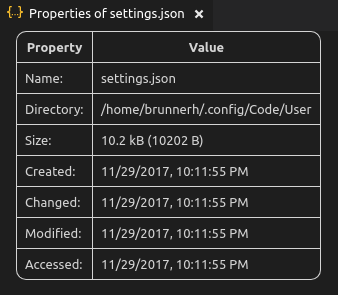 {..} Properties of settings.json ×
Property Value
Name: settings.json
Directory: /home/brunnerh/.config/Code/User
Size: 10.2 kB (10202 B)
Created: 11/29/2017, 10:11:55 PM
Changed: 11/29/2017, 10:11:55 PM
Modified: 11/29/2017, 10:11:55 PM
Accessed: 11/29/2017, 10:11:55 PM